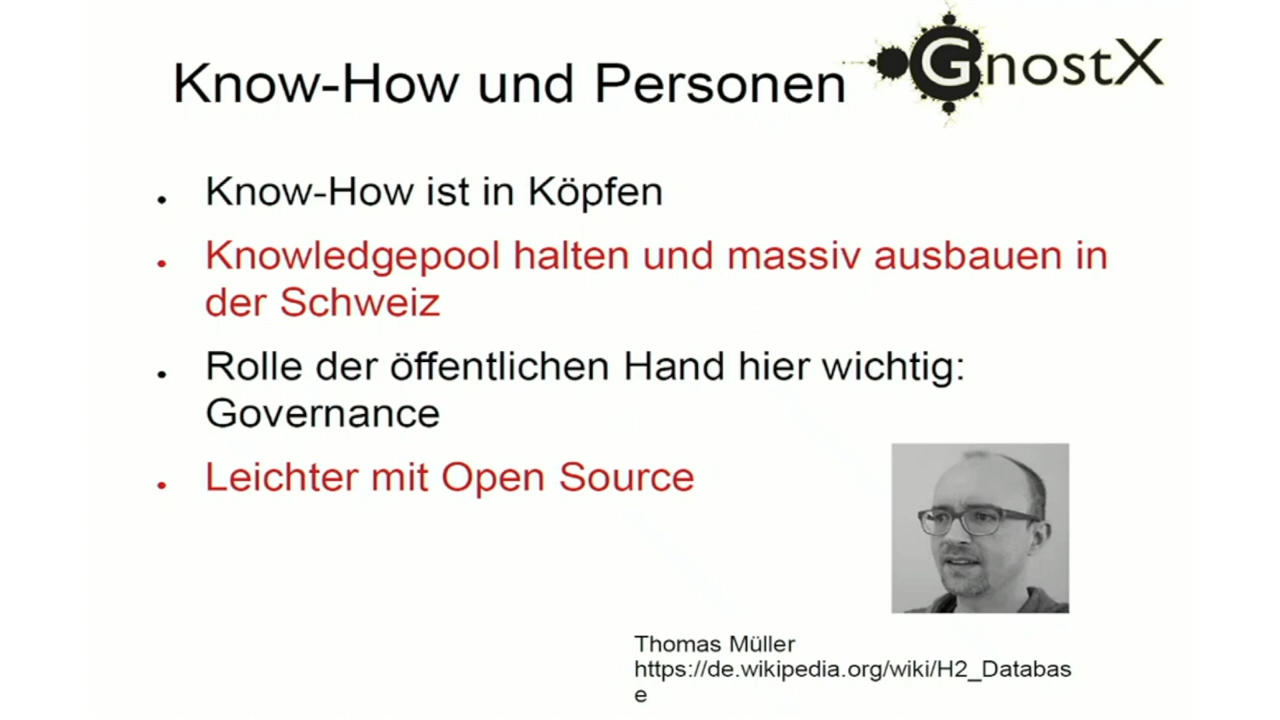 Know-How und Personen
GnostX
Know-How ist in Köpfen
Knowledgepool halten und massiv ausbauen in
der Schweiz
Rolle der öffentlichen Hand hier wichtig:
Governance
Leichter mit Open Source
Thomas Müller
https://de.wikipedia.org/wiki/H2_Databas
e